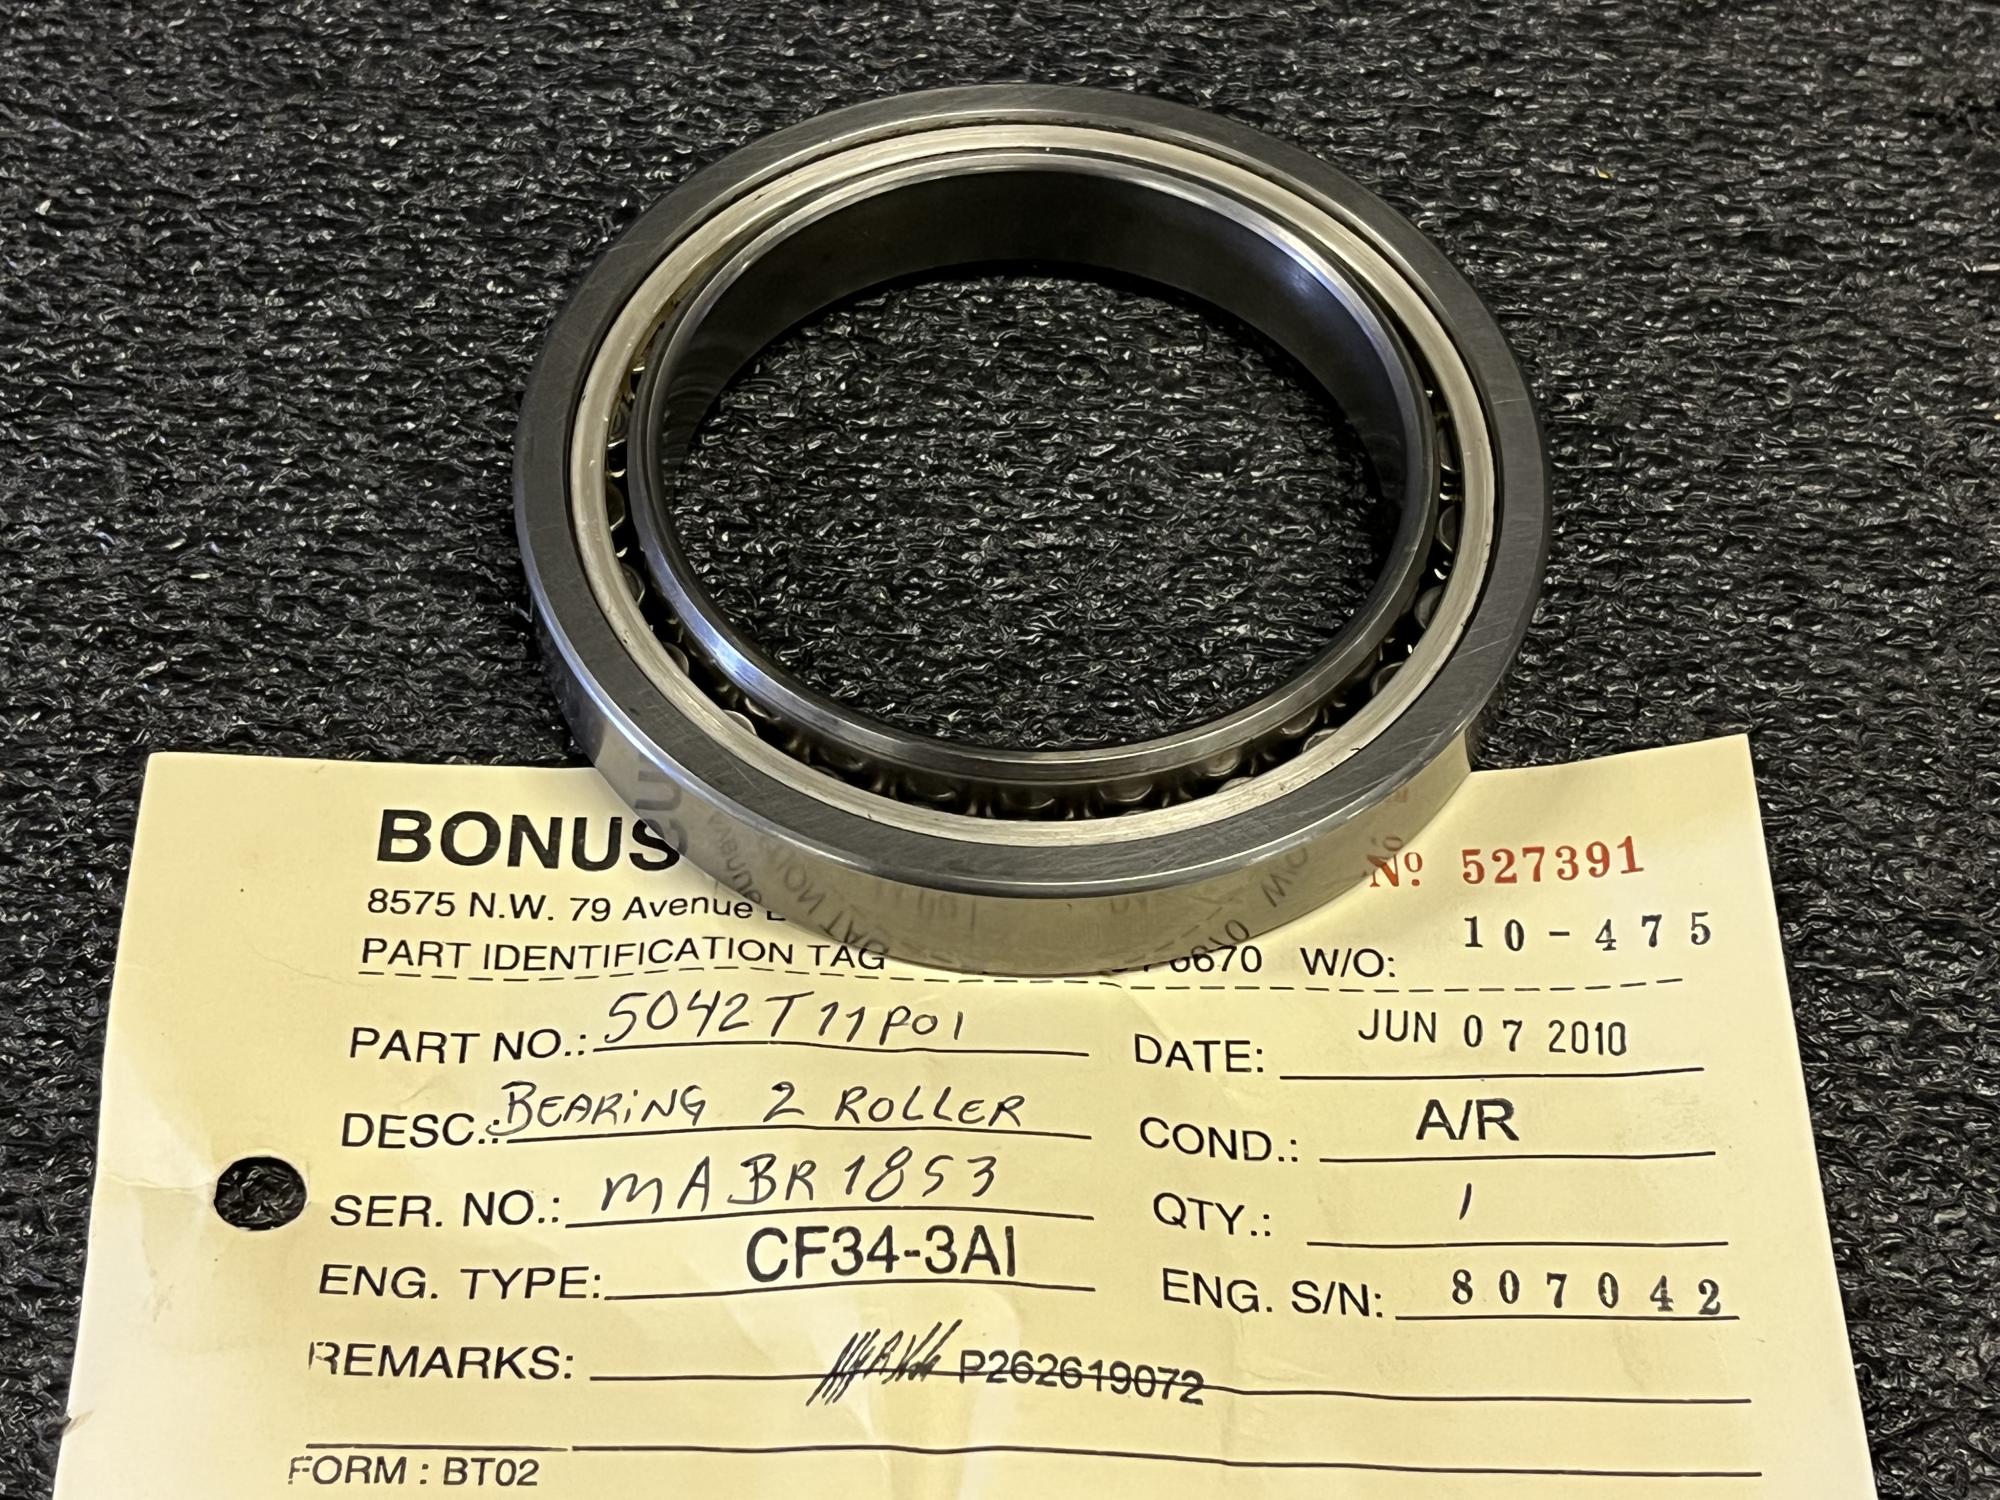 BONUS
Nº 527391
8575 N.W. 79 Avenue
10-475
PART IDENTIFICATION TAG 6670 W/O:
PART NO.: 5042T11P01 DATE: JUN 07 2010
DESC.: BEARING 2 ROLLER COND.: A/R
SER. NO.: MABR1853 QTY.: 1
ENG. TYPE: CF34-3A1 ENG. S/N: 807042
REMARKS: P262619072
FORM : BT02